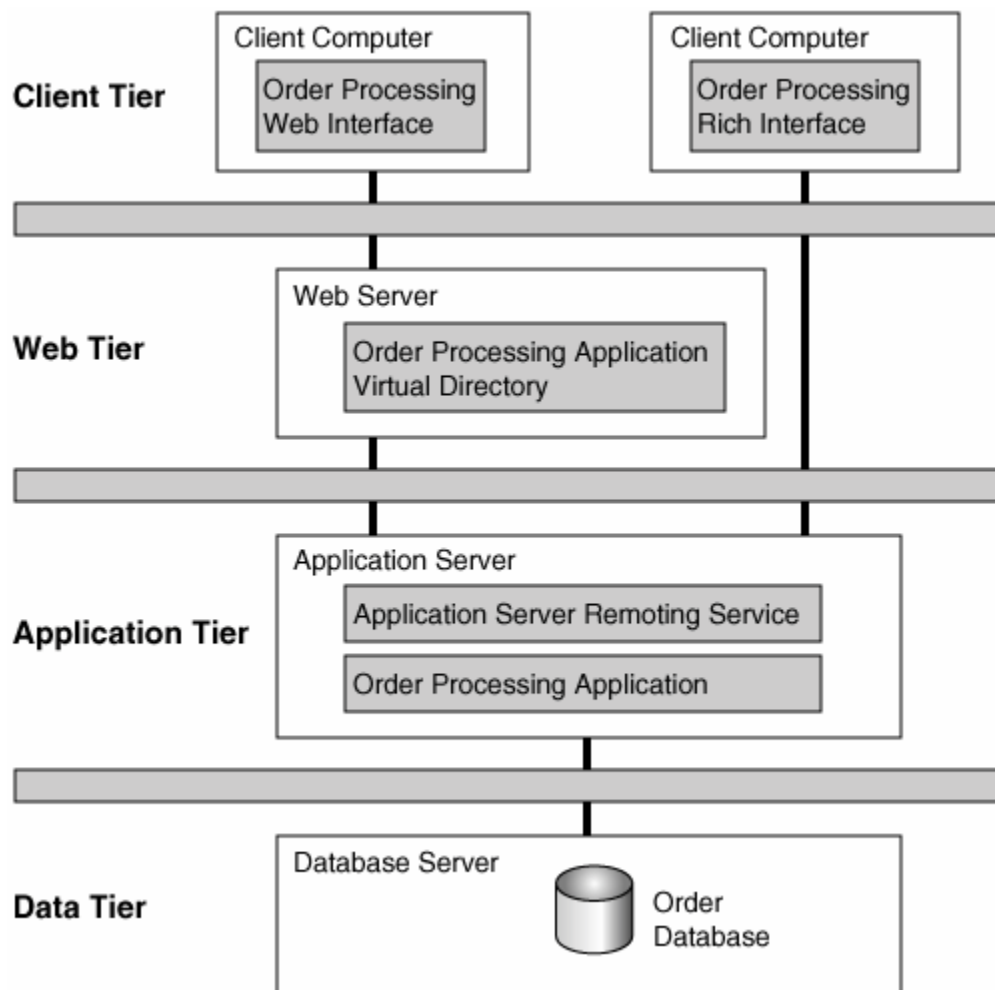 Client Computer
Client Computer
Client Tier
Order Processing
Web Interface
Order Processing
Rich Interface
Web Server
Web Tier
Order Processing Application
Virtual Directory
Application Server
Application Tier
Application Server Remoting Service
Order Processing Application
Database Server
Data Tier
Order
Database